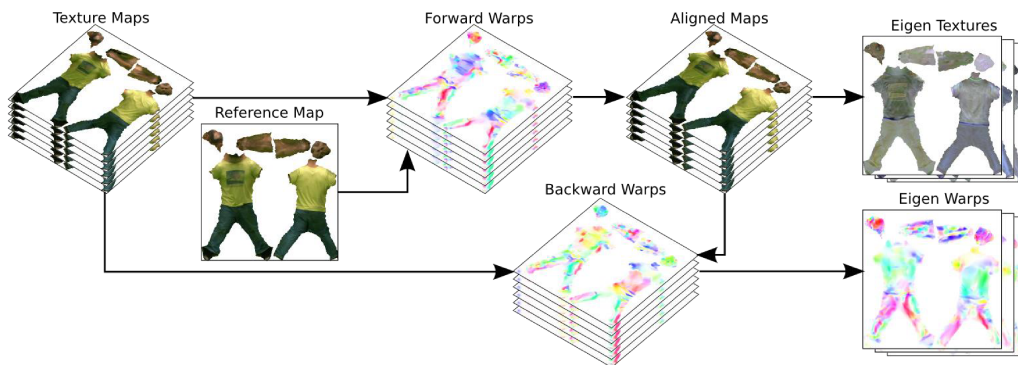 Texture Maps
Forward Warps
Aligned Maps
Eigen Textures
Reference Map
Backward Warps
Eigen Warps